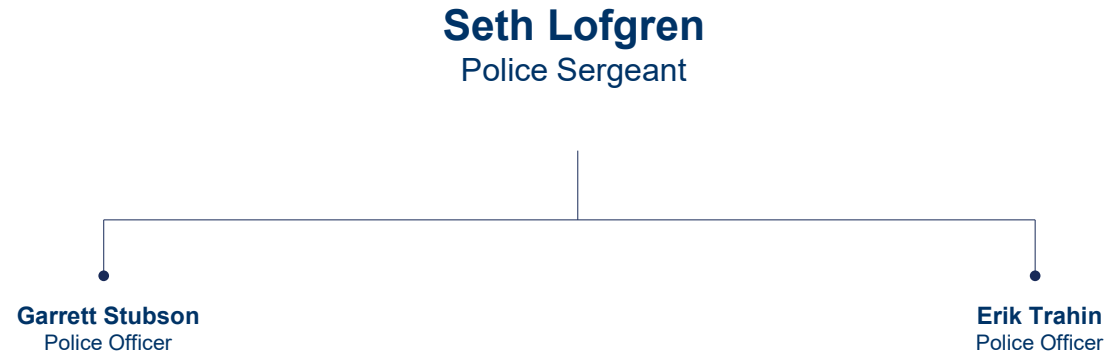 Seth Lofgren
Police Sergeant
Garrett Stubson
Police Officer
Erik Trahin
Police Officer